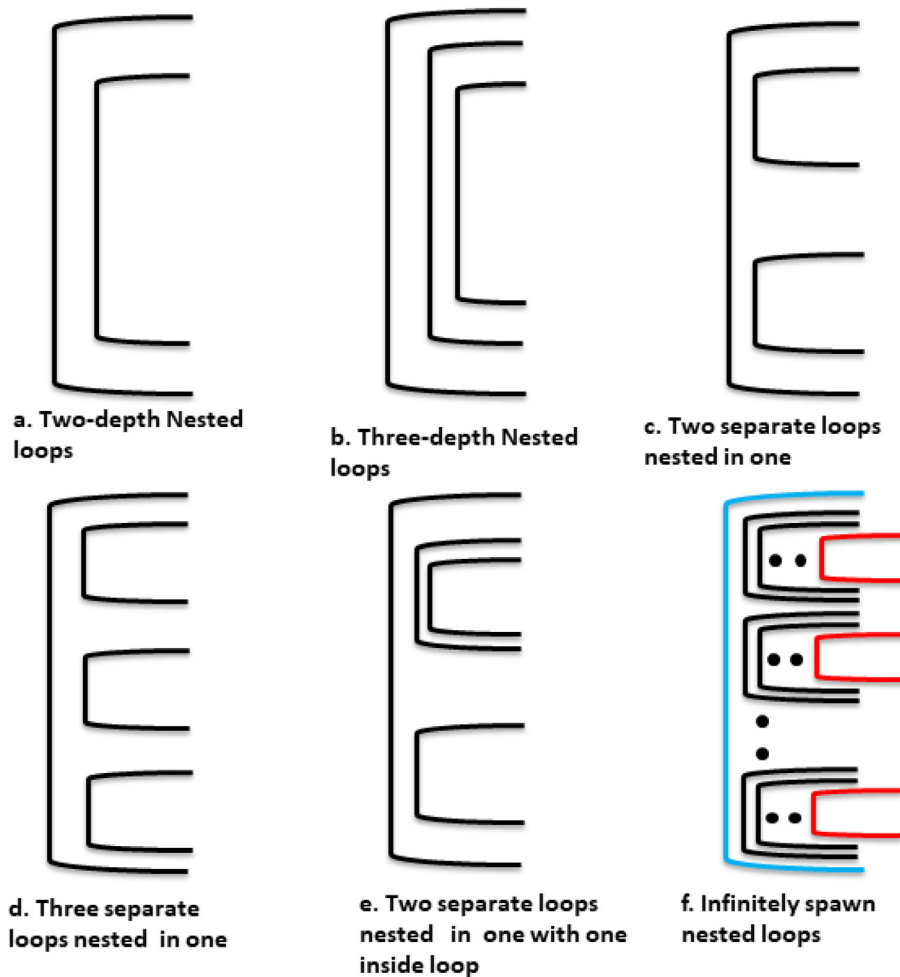 a. Two-depth Nested
loops
b. Three-depth Nested
loops
c. Two separate loops
nested in one
d. Three separate
loops nested in one
e. Two separate loops
nested in one with one
inside loop
f. Infinitely spawn
nested loops